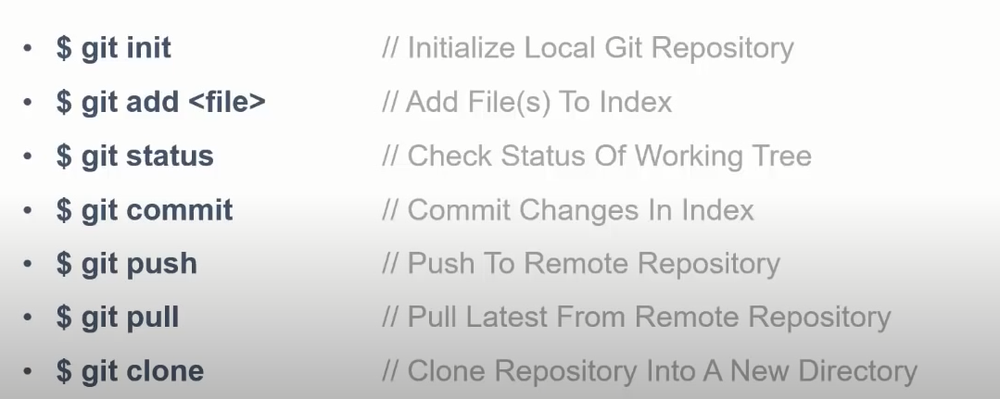 • $ git init // Initialize Local Git Repository
• $ git add <file> // Add File(s) To Index
• $ git status // Check Status Of Working Tree
• $ git commit // Commit Changes In Index
• $ git push // Push To Remote Repository
• $ git pull // Pull Latest From Remote Repository
• $ git clone // Clone Repository Into A New Directory